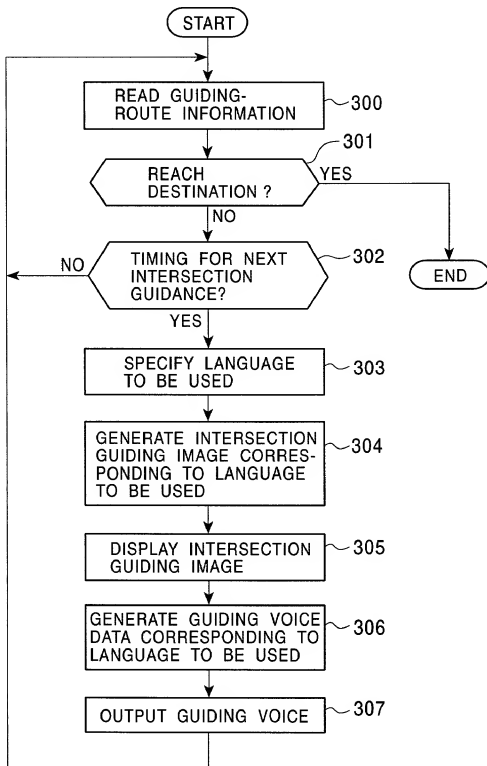 START
READ GUIDING-
ROUTE INFORMATION
300
301
REACH
DESTINATION ?
YES
NO
TIMING FOR NEXT
INTERSECTION
GUIDANCE?
302
NO
END
YES
SPECIFY LANGUAGE
TO BE USED
303
GENERATE INTERSECTION
GUIDING IMAGE CORRES-
PONDING TO LANGUAGE
TO BE USED
304
DISPLAY INTERSECTION
GUIDING IMAGE
305
GENERATE GUIDING VOICE
DATA CORRESPONDING TO
LANGUAGE TO BE USED
306
OUTPUT GUIDING VOICE
307